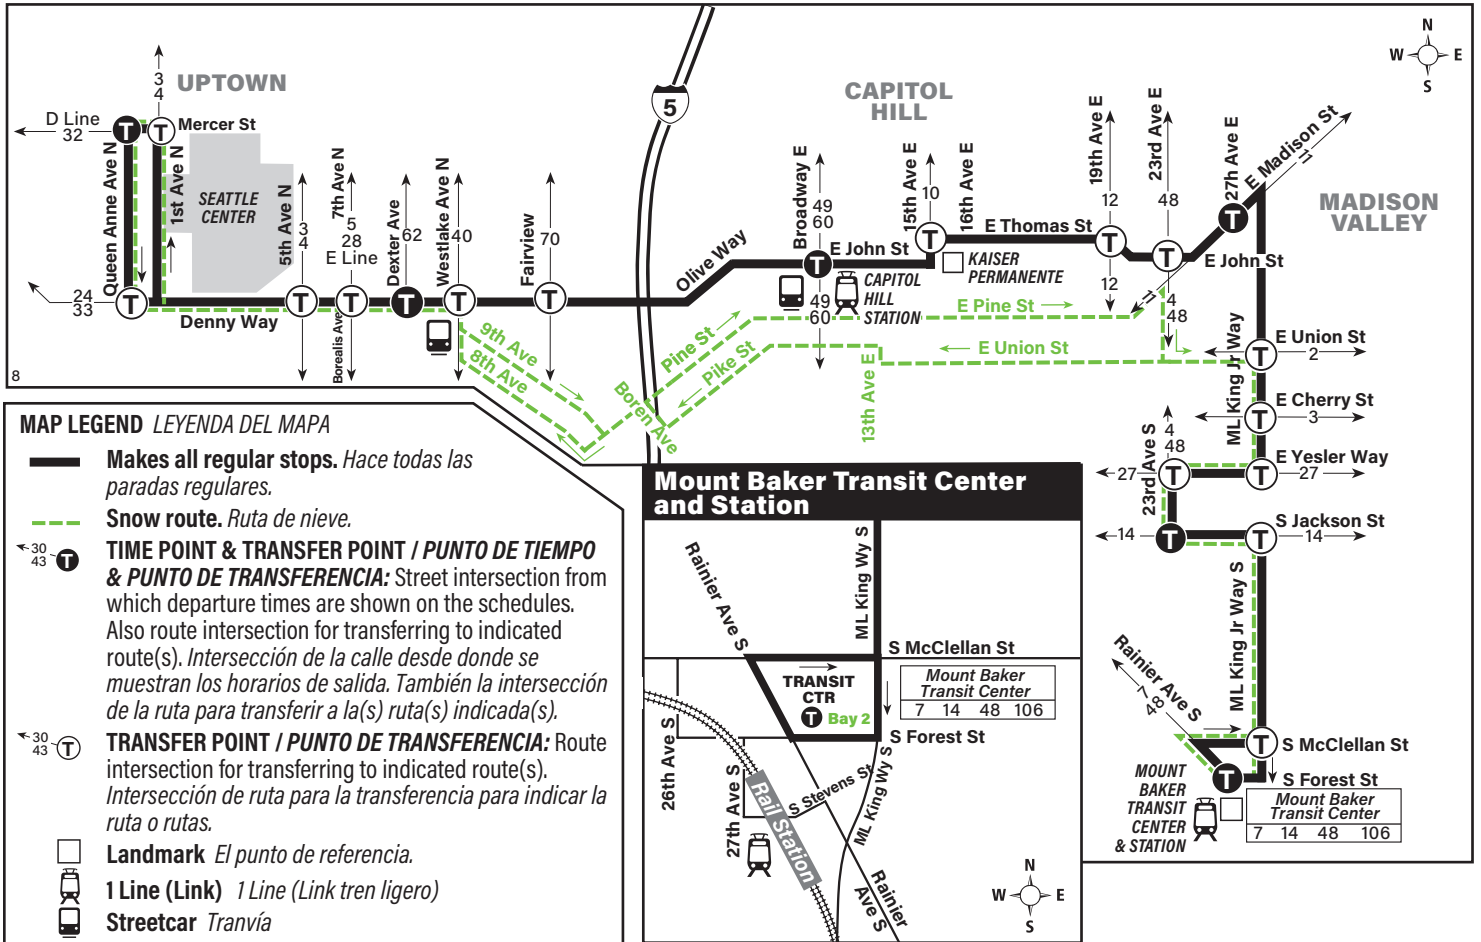 UPTOWN
3
4
D Line
32
Mercer St
Queen Anne Ave N
1st Ave N
SEATTLE
CENTER
24
33
Denny Way
5th Ave N
3
4
7th Ave N
5
28
E Line
Borealis Ave
Dexter Ave
62
Westlake Ave N
40
Fairview
70
5
Olive Way
CAPITOL
HILL
Broadway E
49
60
E John St
49
60
CAPITOL
HILL
STATION
15th Ave E
10
16th Ave E
KAISER
PERMANENTE
E Thomas St
19th Ave E
12
12
23rd Ave E
48
4
48
27h Ave E
E Madison St
11
11
E John St
MADISON
VALLEY
N
W E
S
9th Ave
8th Ave
Pine St
Pike St
Boren Ave
E Pine St
E Union St
13th Ave E
ML King Jr Way
E Union St
2
E Cherry St
3
E Yesler Way
27
27
4
48
23rd Ave S
S Jackson St
14
14
ML King Jr Way S
Rainier Ave S
7
48
S McClellan St
S Forest St
MOUNT
BAKER
TRANSIT
CENTER
& STATION
Mount Baker
Transit Center
7 14 48 106
8
MAP LEGEND LEYENDA DEL MAPA
Makes all regular stops. Hace todas las
paradas regulares.
Snow route. Ruta de nieve.
30
43
T
TIME POINT & TRANSFER POINT / PUNTO DE TIEMPO
& PUNTO DE TRANSFERENCIA: Street intersection from
which departure times are shown on the schedules.
Also route intersection for transferring to indicated
route(s). Intersección de la calle desde donde se
muestran los horarios de salida. También la intersección
de la ruta para transferir a la(s) ruta(s) indicada(s).
30
43
T
TRANSFER POINT / PUNTO DE TRANSFERENCIA: Route
intersection for transferring to indicated route(s).
Intersección de ruta para la transferencia para indicar la
ruta o rutas.
Landmark El punto de referencia.
1 Line (Link) 1 Line (Link tren ligero)
Streetcar Tranvía
Mount Baker Transit Center
and Station
Rainier Ave S
ML King Wy S
S McClellan St
TRANSIT
CTR
T Bay 2
Mount Baker
Transit Center
7 14 48 106
S Forest St
26th Ave S
27th Ave S
Rail Station
S Stevens St
ML King Wy S
Rainier
Ave S
N
W E
S